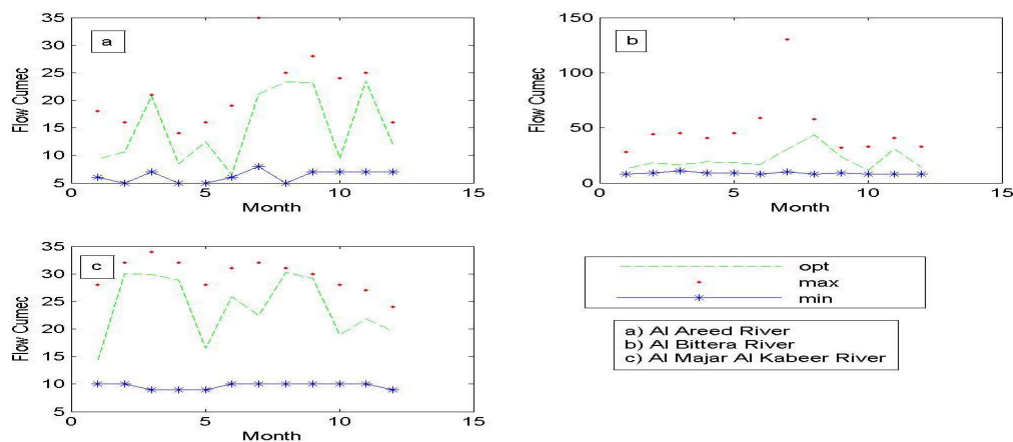 35
30
25
20
15
10
5
0
5
10
15
Flow Cumec
Month
a
150
100
50
0
0
5
10
15
Flow Cumec
Month
b
35
30
25
20
15
10
5
0
5
10
15
Flow Cumec
Month
c
opt
max
min
a) Al Areed River
b) Al Bittera River
c) Al Majar Al Kabeer River